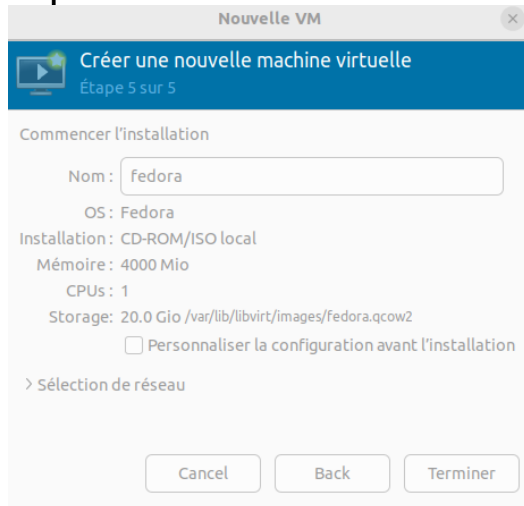 Nouvelle VM
Créer une nouvelle machine virtuelle
Étape 5 sur 5
Commencer l'installation
Nom : fedora
OS : Fedora
Installation : CD-ROM/ISO local
Mémoire : 4000 Mio
CPUs : 1
Storage: 20.0 Gio /var/lib/libvirt/images/fedora.qcow2
Personnaliser la configuration avant l'installation
> Sélection de réseau
Cancel Back Terminer